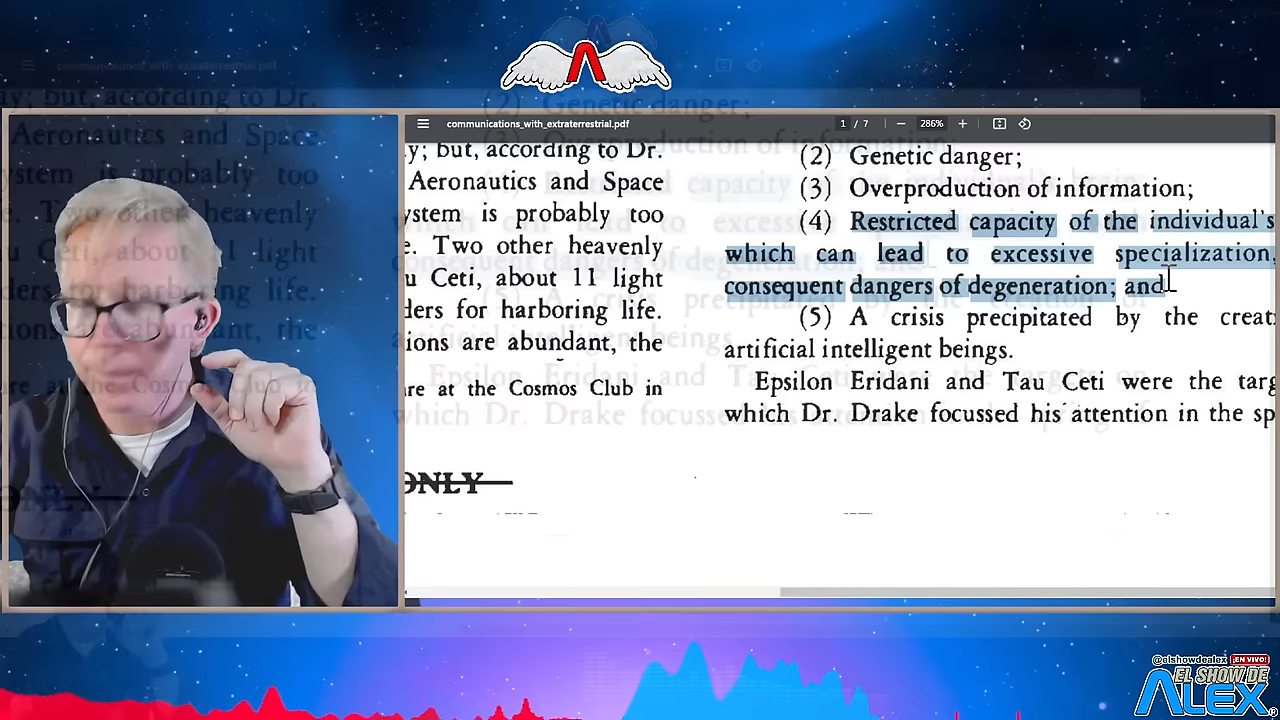 communications_with_extraterrestrial.pdf
1 / 7
286%
y; but, according to Dr.
Aeronautics and Space
ystem is probably too
e. Two other heavenly
u Ceti, about 11 light
ders for harboring life.
ions are abundant, the
re at the Cosmos Club in
ONLY
(2) Genetic danger;
(3) Overproduction of information;
(4) Restricted capacity of the individual's
which can lead to excessive specialization,
consequent dangers of degeneration; and
(5) A crisis precipitated by the creat
artificial intelligent beings.
Epsilon Eridani and Tau Ceti were the targ
which Dr. Drake focussed his attention in the sp
@elshowdealex ¡EN VIVO!
EL SHOW DE
ALEX